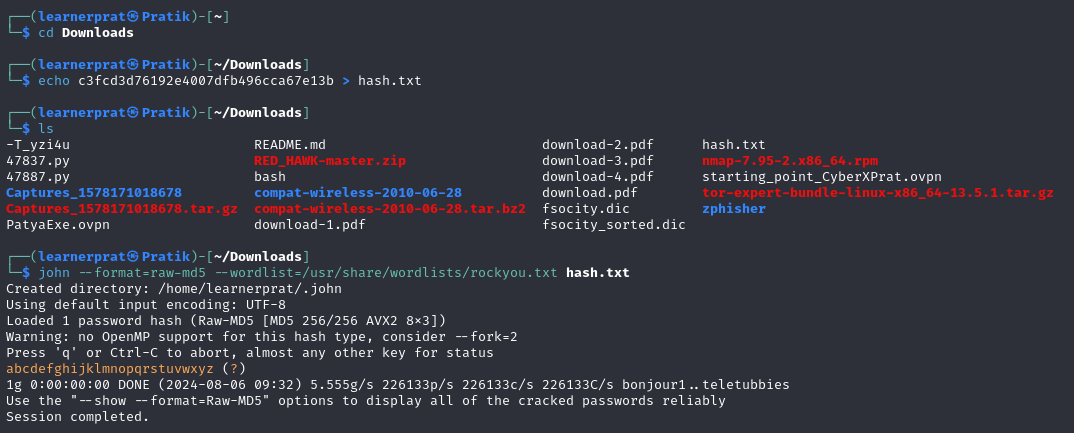 ┌──(learnerprat㉿Pratik)-[~]
└─$ cd Downloads
┌──(learnerprat㉿Pratik)-[~/Downloads]
└─$ echo c3fcd3d76192e4007dfb496cca67e13b > hash.txt
┌──(learnerprat㉿Pratik)-[~/Downloads]
└─$ ls
-T_yzi4u README.md download-2.pdf hash.txt
47837.py RED_HAWK-master.zip download-3.pdf nmap-7.95-2.x86_64.rpm
47887.py bash download-4.pdf starting_point_CyberXPrat.ovpn
Captures_1578171018678 compat-wireless-2010-06-28 download.pdf tor-expert-bundle-linux-x86_64-13.5.1.tar.gz
Captures_1578171018678.tar.gz compat-wireless-2010-06-28.tar.bz2 fsocity.dic zphisher
PatyaExe.ovpn download-1.pdf fsocity_sorted.dic
┌──(learnerprat㉿Pratik)-[~/Downloads]
└─$ john --format=raw-md5 --wordlist=/usr/share/wordlists/rockyou.txt hash.txt
Created directory: /home/learnerprat/.john
Using default input encoding: UTF-8
Loaded 1 password hash (Raw-MD5 [MD5 256/256 AVX2 8×3])
Warning: no OpenMP support for this hash type, consider --fork=2
Press 'q' or Ctrl-C to abort, almost any other key for status
abcdefghijklmnopqrstuvwxyz (?)
1g 0:00:00:00 DONE (2024-08-06 09:32) 5.555g/s 226133p/s 226133c/s 226133C/s bonjour1..teletubbies
Use the "--show --format=Raw-MD5" options to display all of the cracked passwords reliably
Session completed.